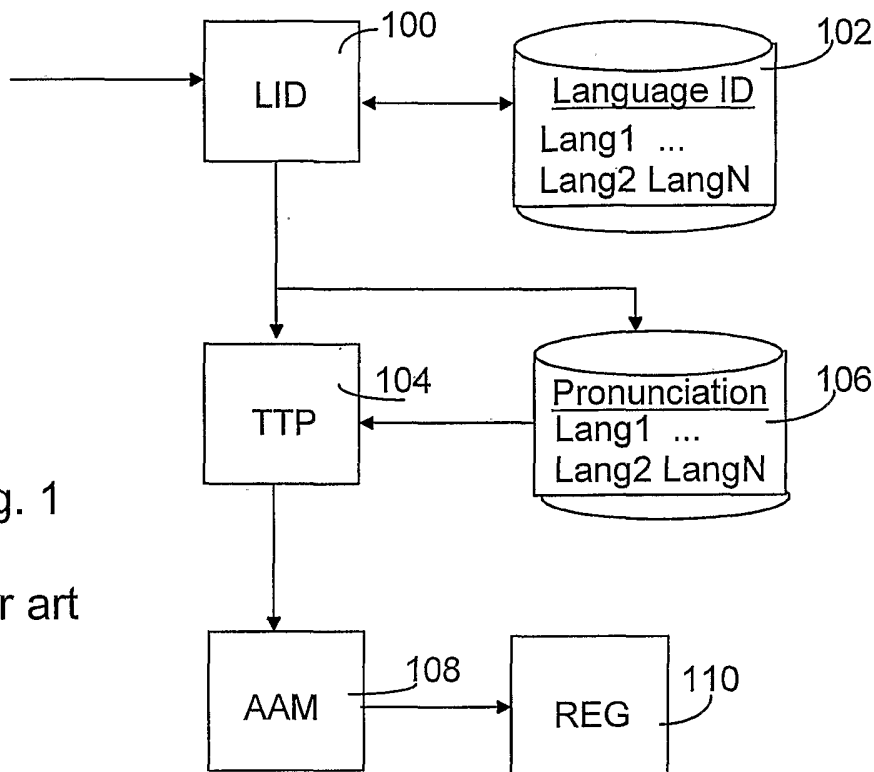 100
102
LID
Language ID
Lang1 ...
Lang2 LangN
104
106
TTP
Pronunciation
Lang1 ...
Lang2 LangN
g. 1
r art
108
110
AAM
REG